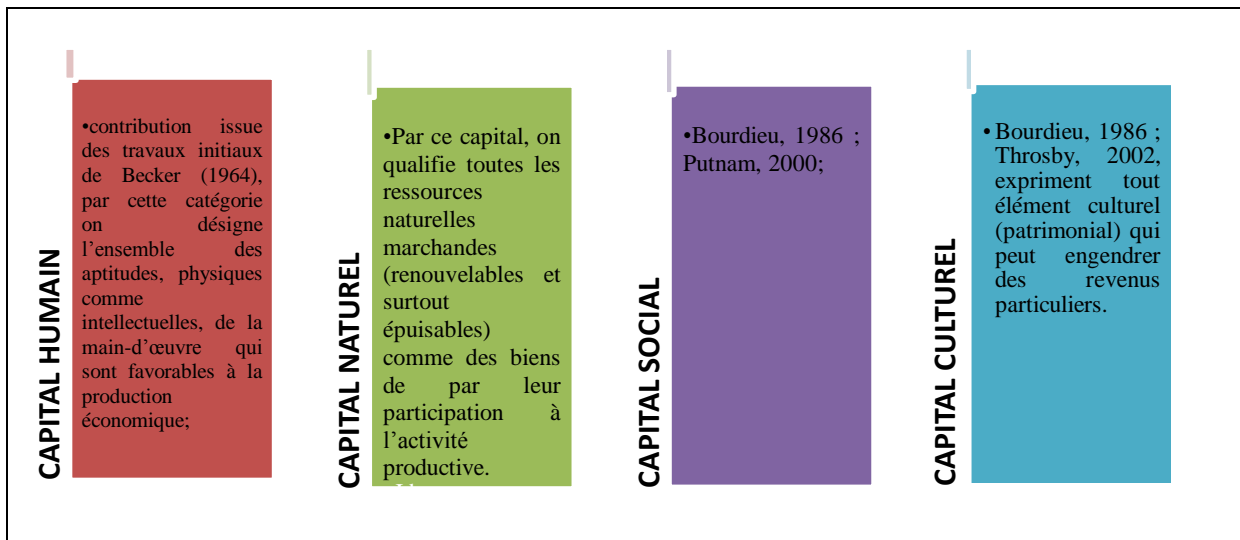 CAPITAL HUMAIN
•contribution issue
des travaux initiaux
de Becker (1964),
par cette catégorie
on désigne
l’ensemble des
aptitudes, physiques
comme
intellectuelles, de la
main-d’œuvre qui
sont favorables à la
production
économique;
CAPITAL NATUREL
•Par ce capital, on
qualifie toutes les
ressources
naturelles
marchandes
(renouvelables et
surtout
épuisables)
comme des biens
de par leur
participation à
l’activité
productive.
CAPITAL SOCIAL
•Bourdieu, 1986 ;
Putnam, 2000;
CAPITAL CULTUREL
• Bourdieu, 1986 ;
Throsby, 2002,
expriment tout
élément culturel
(patrimonial) qui
peut engendrer
des revenus
particuliers.